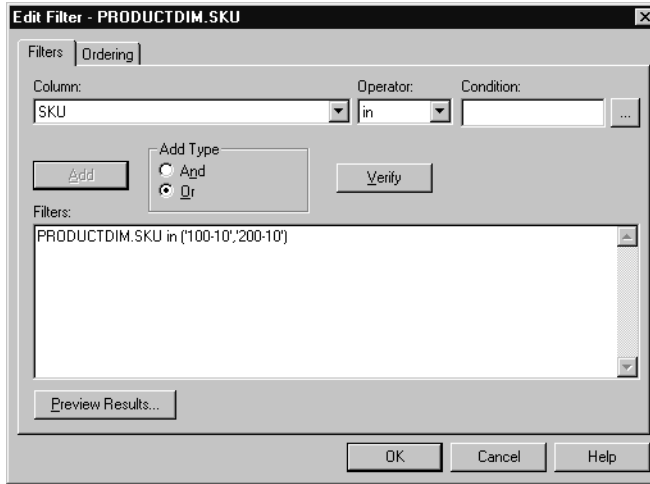 Edit Filter - PRODUCTDIM.SKU
Filters Ordering
Column: Operator: Condition:
SKU in ...
Add Type
And
Or
Add Verify
Filters:
PRODUCTDIM.SKU in ('100-10','200-10')
Preview Results...
OK Cancel Help